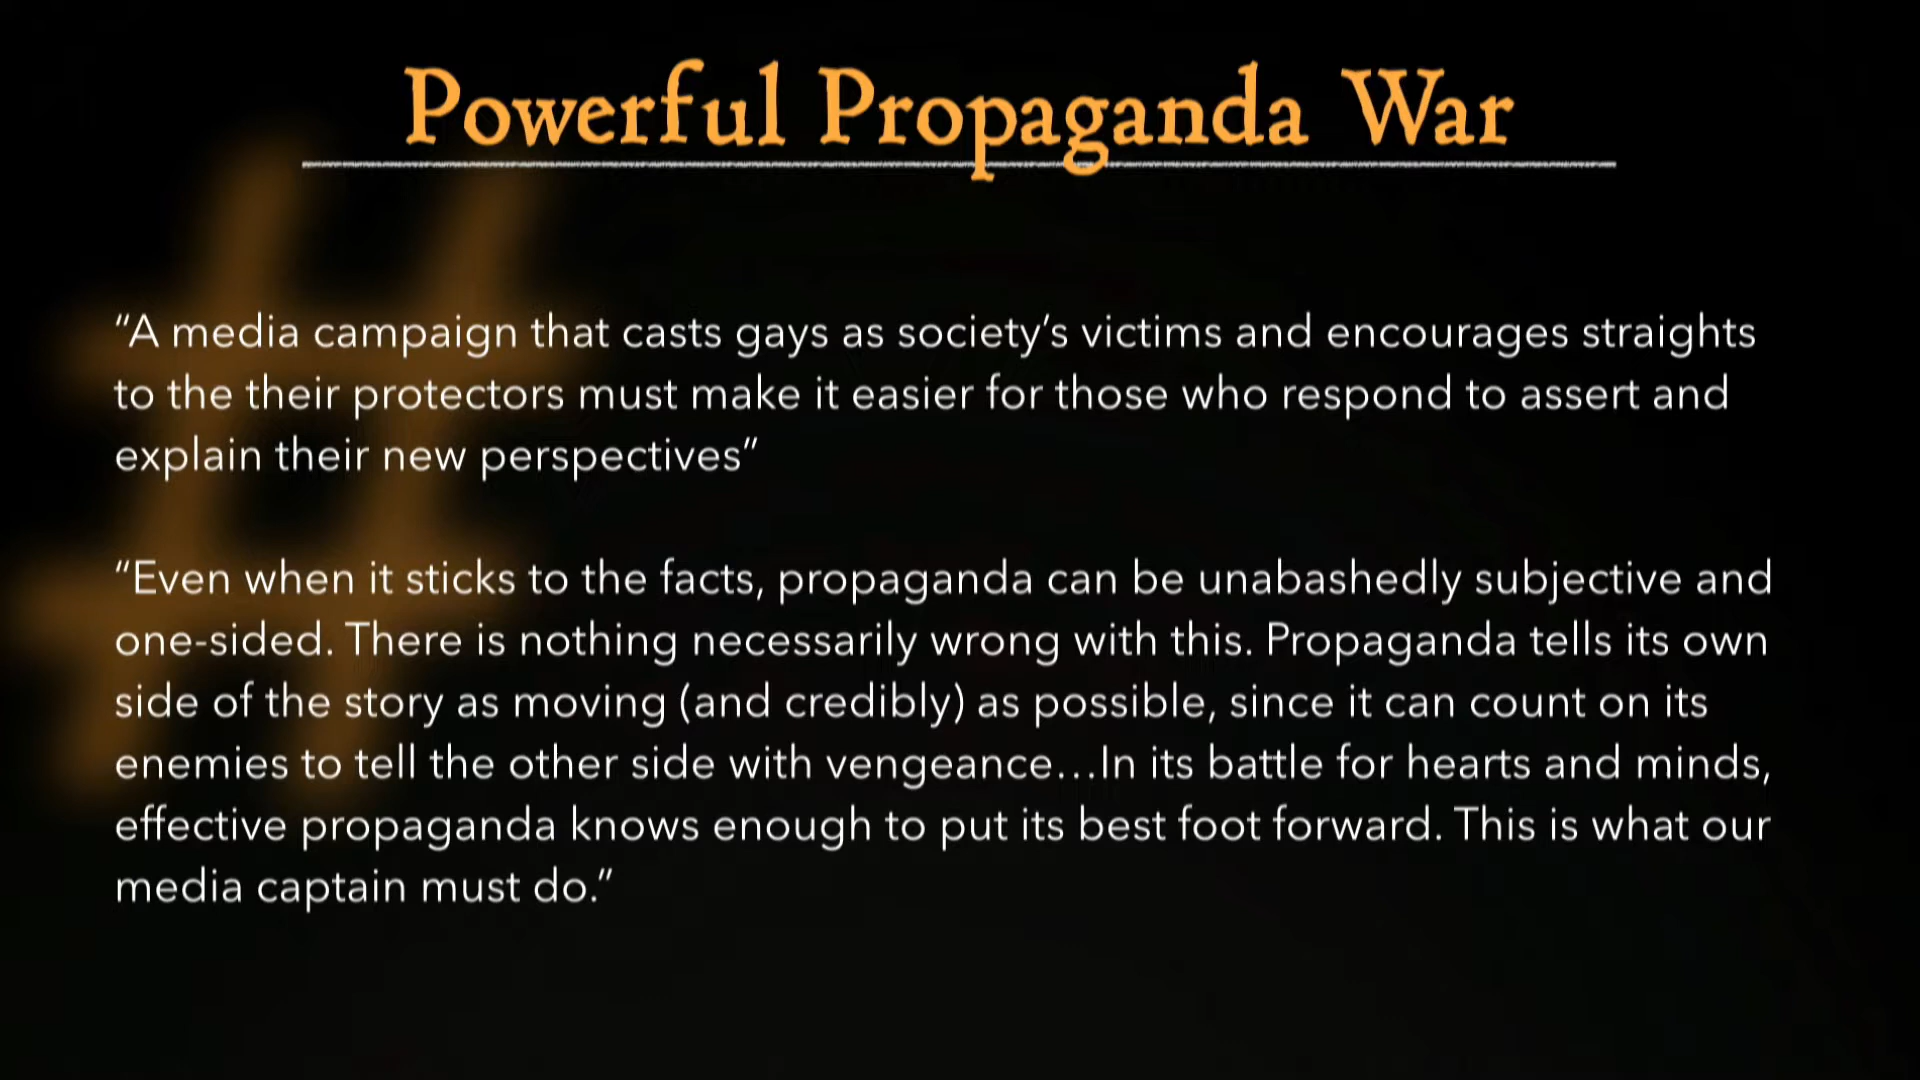 Powerful Propaganda War
“A media campaign that casts gays as society’s victims and encourages straights
to the their protectors must make it easier for those who respond to assert and
explain their new perspectives”
“Even when it sticks to the facts, propaganda can be unabashedly subjective and
one-sided. There is nothing necessarily wrong with this. Propaganda tells its own
side of the story as moving (and credibly) as possible, since it can count on its
enemies to tell the other side with vengeance…In its battle for hearts and minds,
effective propaganda knows enough to put its best foot forward. This is what our
media captain must do.”